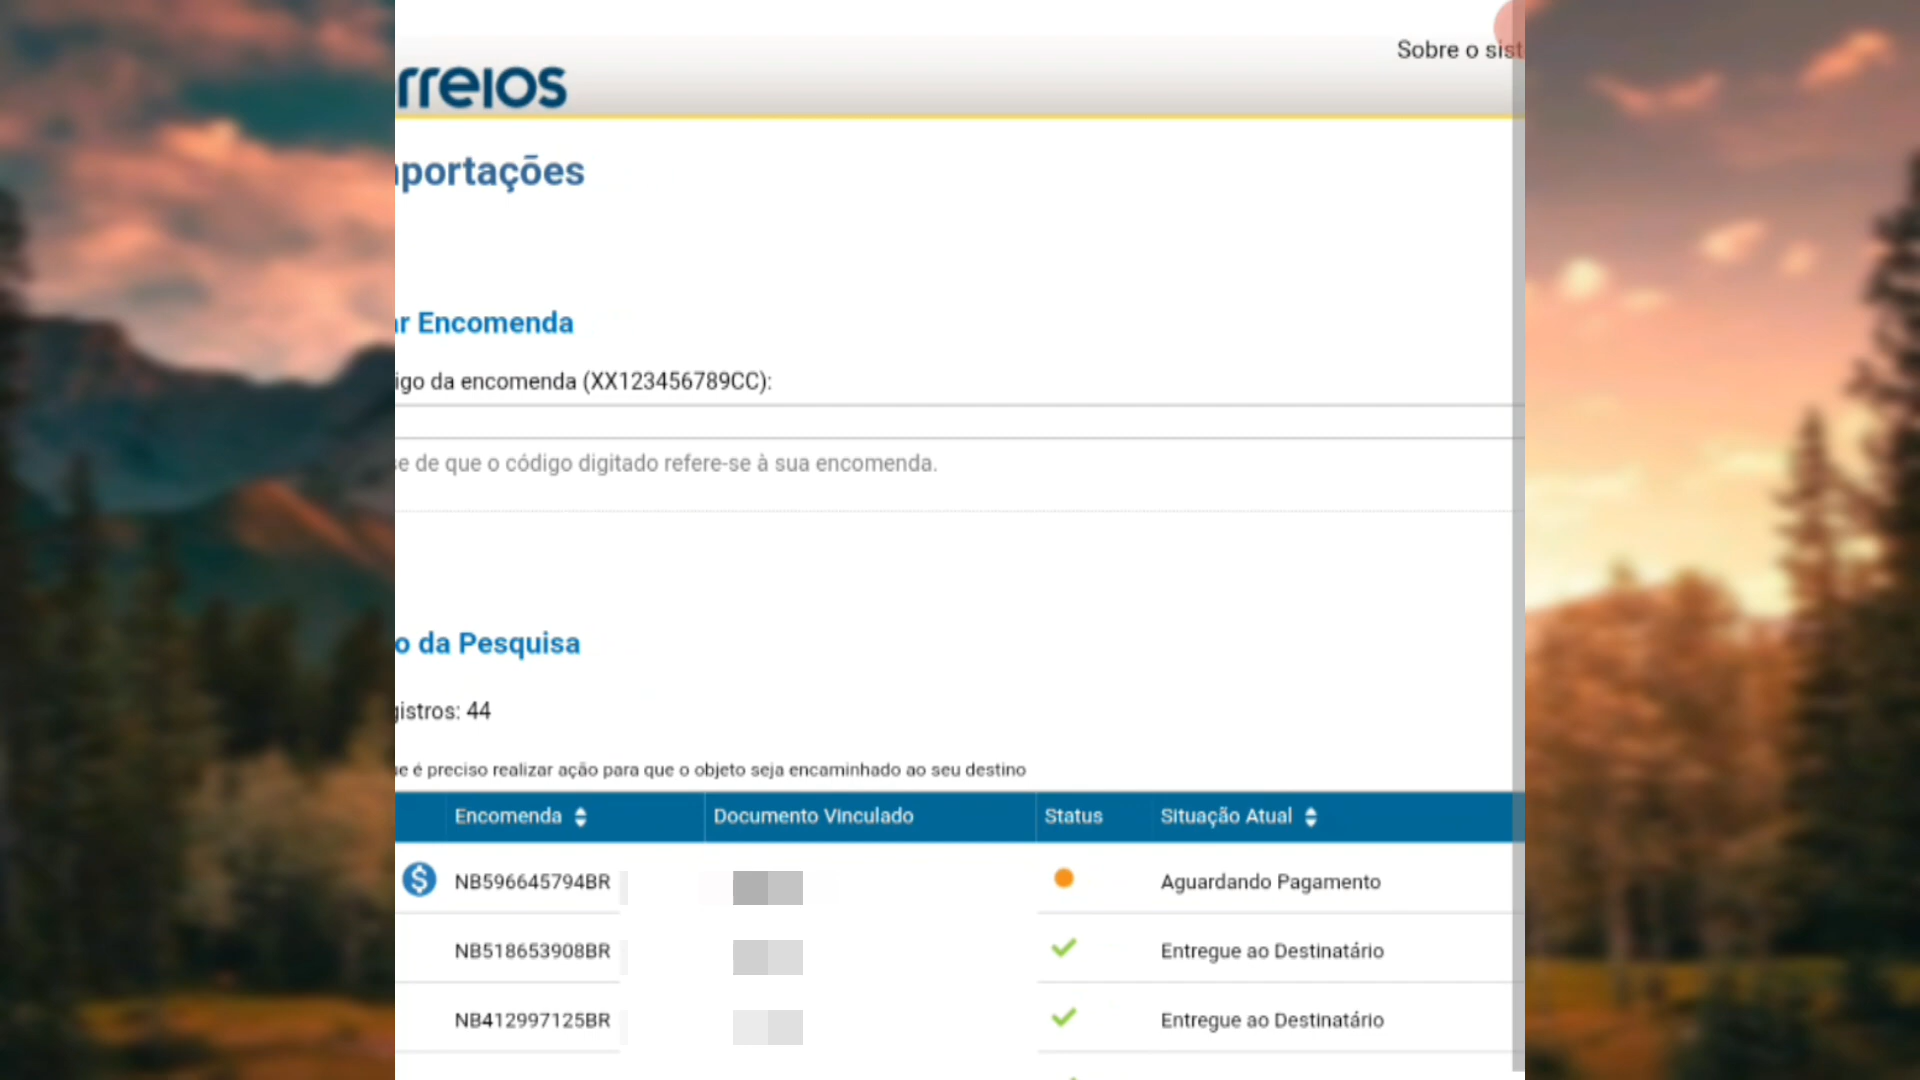 rreios
Sobre o sist
portações
r Encomenda
igo da encomenda (XX123456789CC):
e de que o código digitado refere-se à sua encomenda.
o da Pesquisa
gistros: 44
ue é preciso realizar ação para que o objeto seja encaminhado ao seu destino
Encomenda Documento Vinculado Status Situação Atual
NB596645794BR Aguardando Pagamento
NB518653908BR Entregue ao Destinatário
NB412997125BR Entregue ao Destinatário